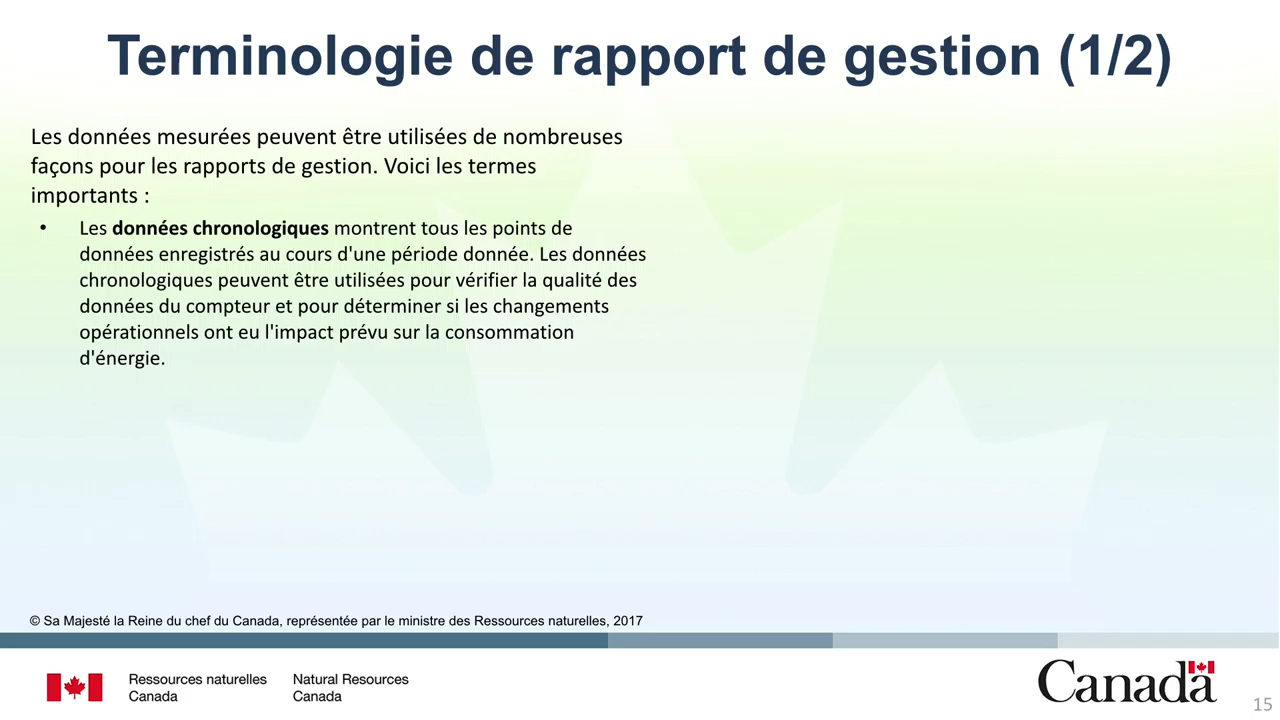 Terminologie de rapport de gestion (1/2)
Les données mesurées peuvent être utilisées de nombreuses
façons pour les rapports de gestion. Voici les termes
importants :
• Les données chronologiques montrent tous les points de
données enregistrés au cours d'une période donnée. Les données
chronologiques peuvent être utilisées pour vérifier la qualité des
données du compteur et pour déterminer si les changements
opérationnels ont eu l'impact prévu sur la consommation
d'énergie.
© Sa Majesté la Reine du chef du Canada, représentée par le ministre des Ressources naturelles, 2017
Ressources naturelles
Canada
Natural Resources
Canada
Canada
15